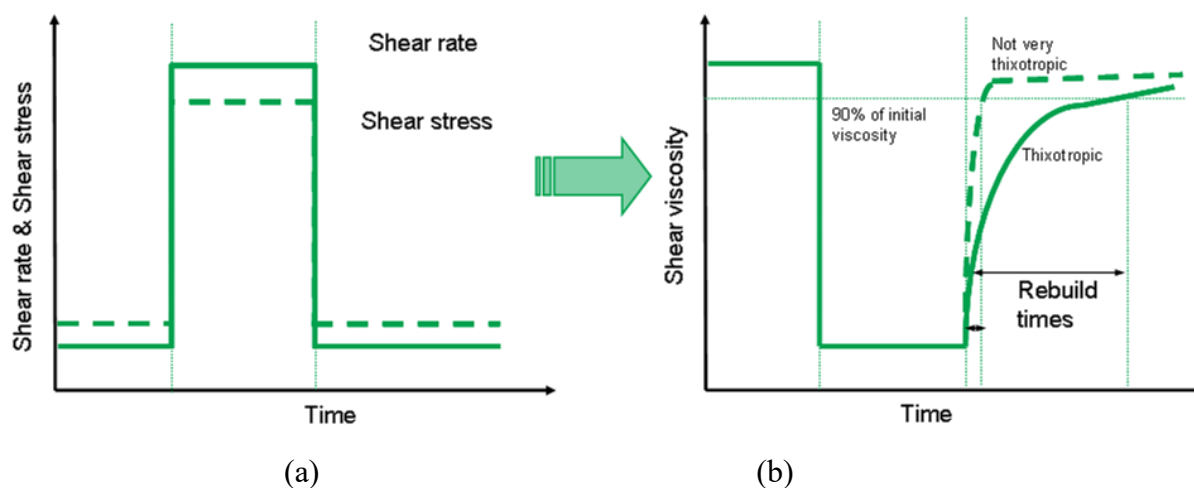 Shear rate & Shear stress
Shear rate
Shear stress
Time
(a)
Shear viscosity
Not very
thixotropic
90% of initial
viscosity
Thixotropic
Rebuild
times
Time
(b)